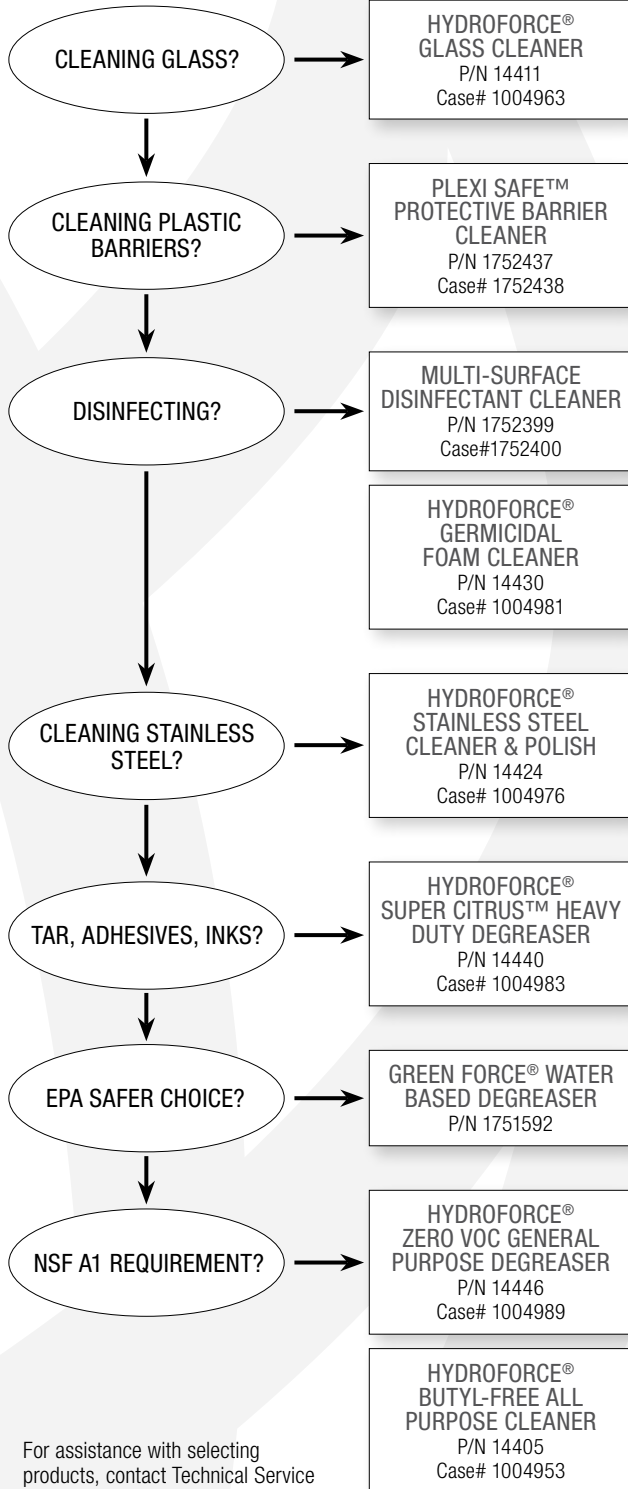 CLEANING GLASS?
HYDROFORCE®
GLASS CLEANER
P/N 14411
Case# 1004963
CLEANING PLASTIC
BARRIERS?
PLEXI SAFE™
PROTECTIVE BARRIER
CLEANER
P/N 1752437
Case# 1752438
DISINFECTING?
MULTI-SURFACE
DISINFECTANT CLEANER
P/N 1752399
Case#1752400
HYDROFORCE®
GERMICIDAL
FOAM CLEANER
P/N 14430
Case# 1004981
CLEANING STAINLESS
STEEL?
HYDROFORCE®
STAINLESS STEEL
CLEANER & POLISH
P/N 14424
Case# 1004976
TAR, ADHESIVES, INKS?
HYDROFORCE®
SUPER CITRUS™ HEAVY
DUTY DEGREASER
P/N 14440
Case# 1004983
EPA SAFER CHOICE?
GREEN FORCE® WATER
BASED DEGREASER
P/N 1751592
NSF A1 REQUIREMENT?
HYDROFORCE®
ZERO VOC GENERAL
PURPOSE DEGREASER
P/N 14446
Case# 1004989
HYDROFORCE®
BUTYL-FREE ALL
PURPOSE CLEANER
P/N 14405
Case# 1004953
For assistance with selecting
products, contact Technical Service